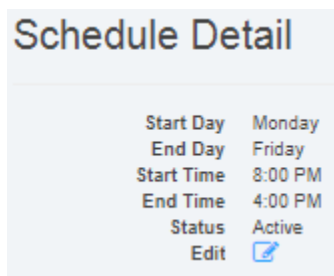 Schedule Detail
Start Day Monday
End Day Friday
Start Time 8:00 PM
End Time 4:00 PM
Status Active
Edit